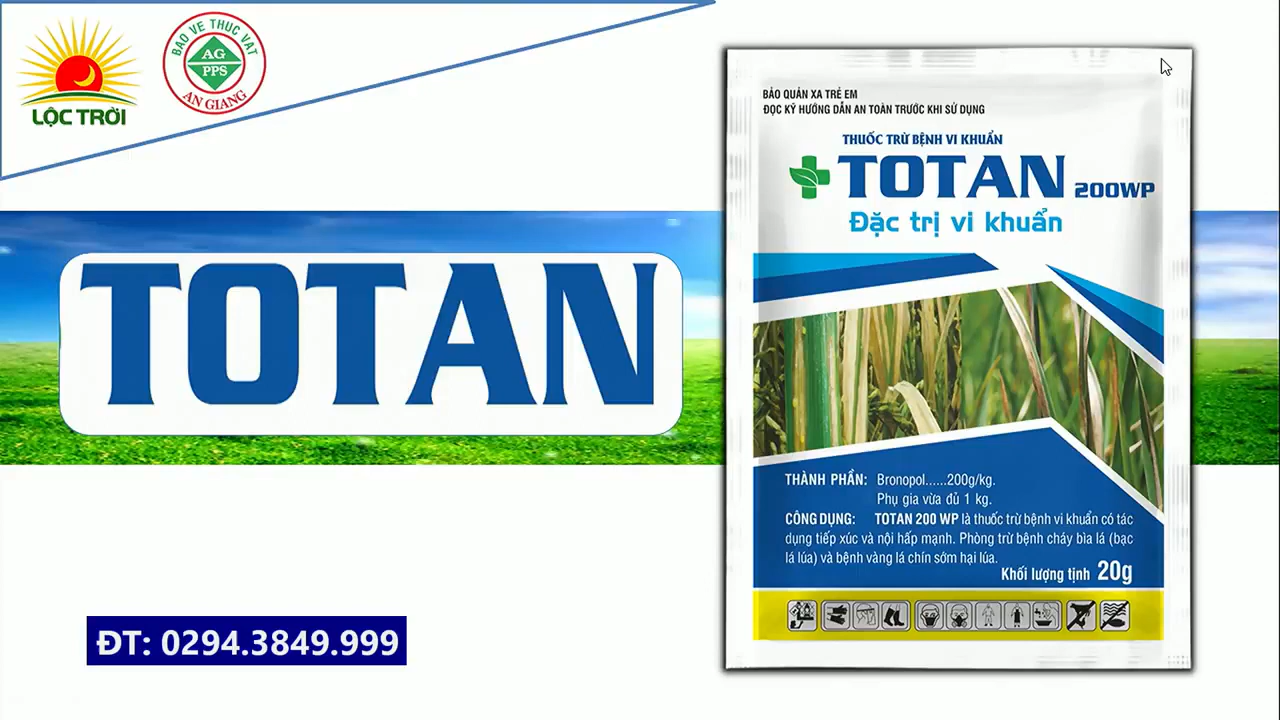 LỘC TRỜI
BẢO VỆ THỰC VẬT
AG
PPS
AN GIANG
TOTAN
ĐT: 0294.3849.999
BẢO QUẢN XA TRẺ EM
ĐỌC KỸ HƯỚNG DẪN AN TOÀN TRƯỚC KHI SỬ DỤNG
THUỐC TRỪ BỆNH VI KHUẨN
TOTAN 200WP
Đặc trị vi khuẩn
THÀNH PHẦN: Bronopol......200g/kg.
Phụ gia vừa đủ 1 kg.
CÔNG DỤNG: TOTAN 200 WP là thuốc trừ bệnh vi khuẩn có tác
dụng tiếp xúc và nội hấp mạnh. Phòng trừ bệnh cháy bìa lá (bạc
lá lúa) và bệnh vàng lá chín sớm hại lúa.
Khối lượng tịnh 20g